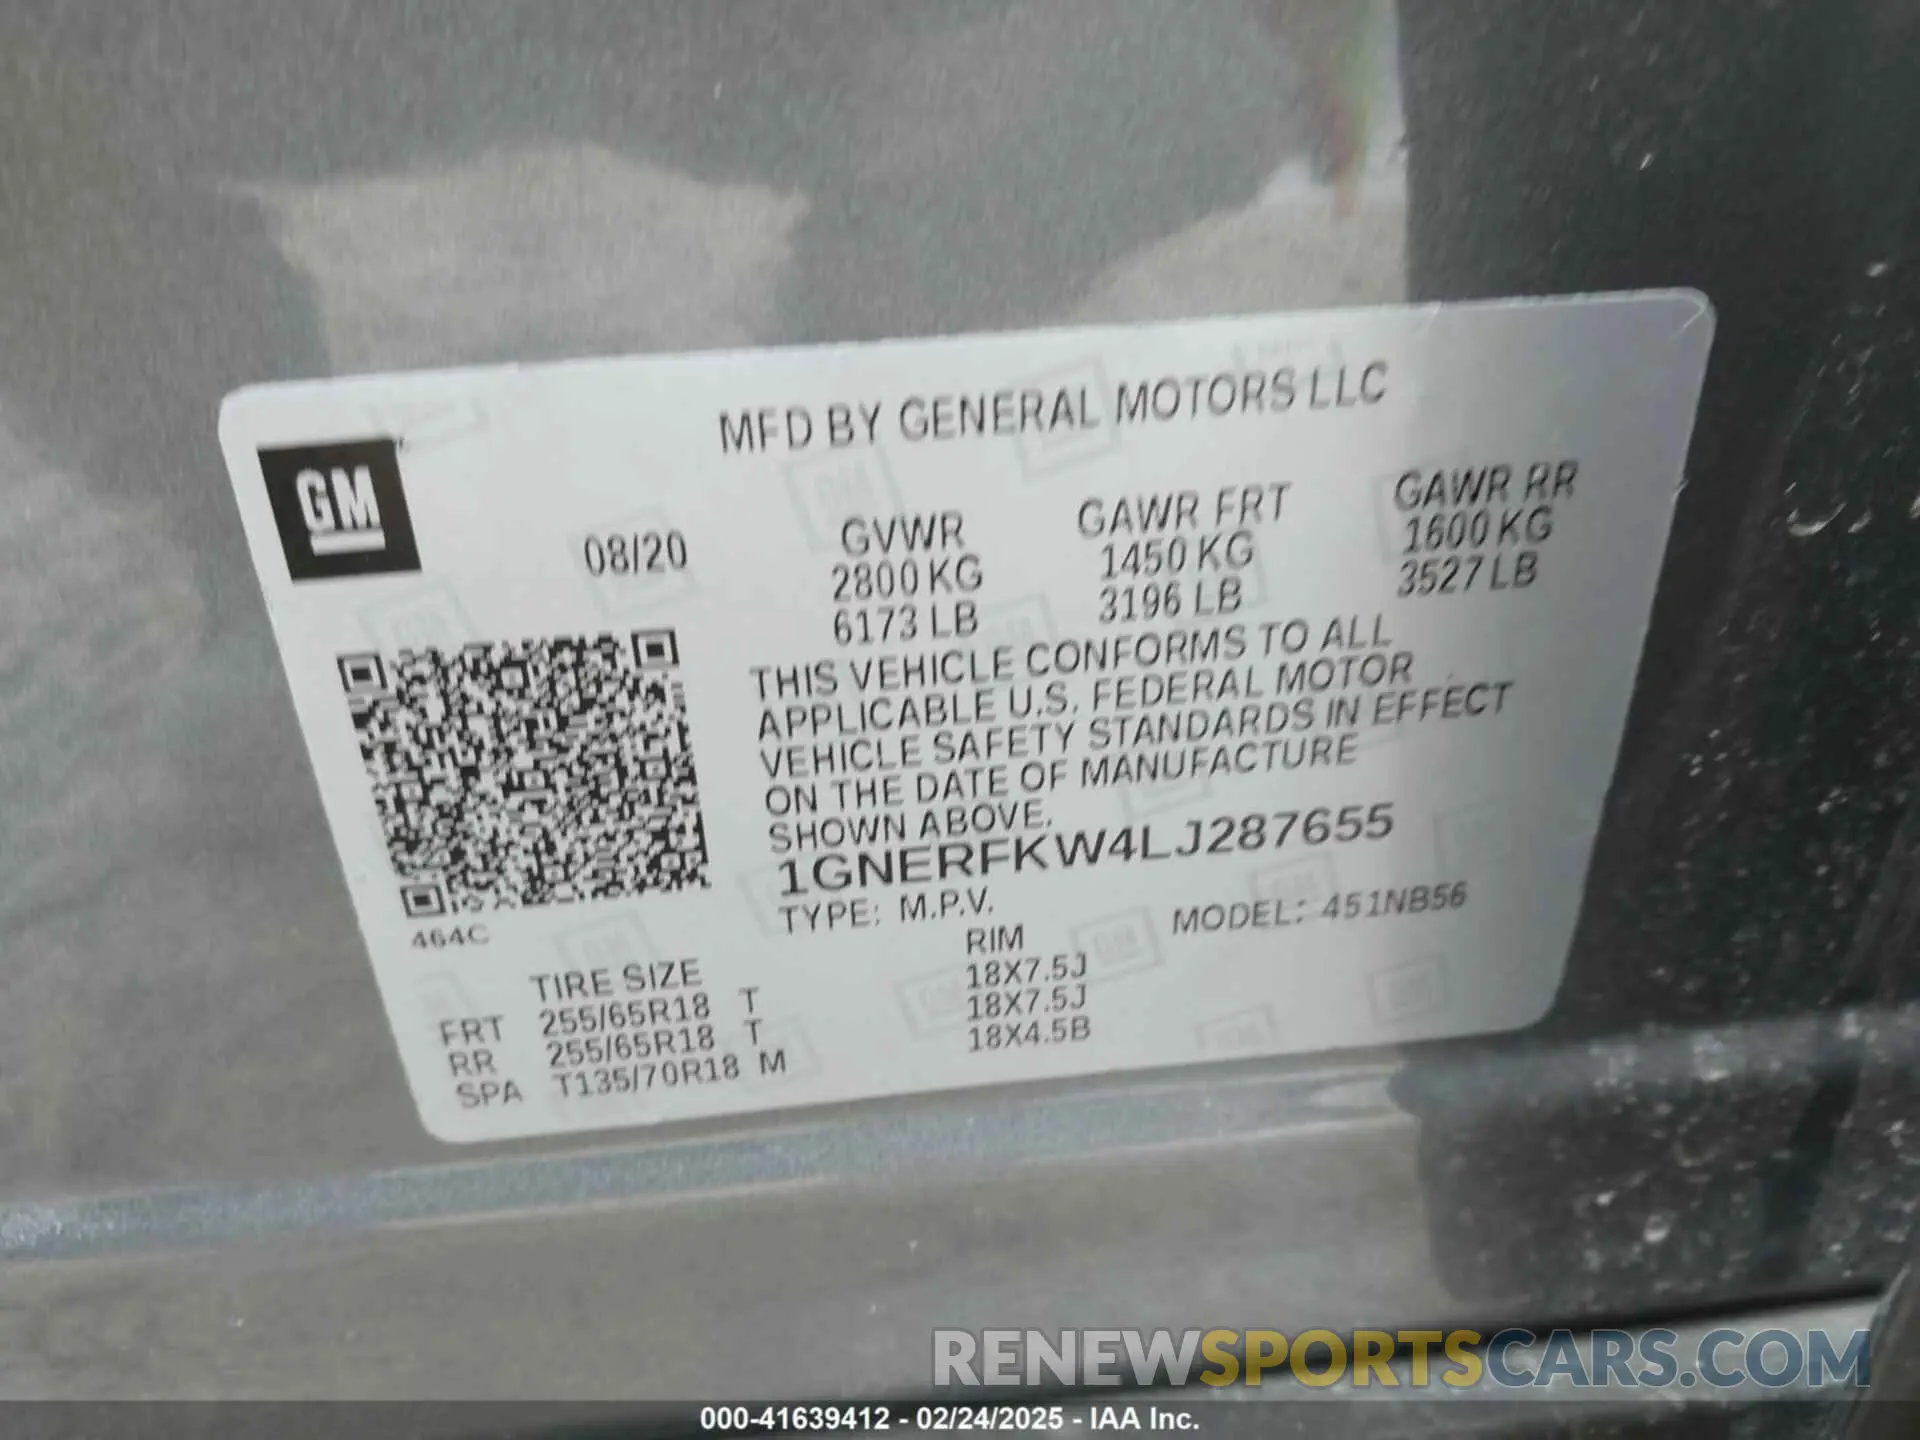 MFD BY GENERAL MOTORS LLC
GM
08/20
GVWR
2800 KG
6173 LB
GAWR FRT
1450 KG
3196 LB
GAWR RR
1600 KG
3527 LB
THIS VEHICLE CONFORMS TO ALL
APPLICABLE U.S. FEDERAL MOTOR
VEHICLE SAFETY STANDARDS IN EFFECT
ON THE DATE OF MANUFACTURE
SHOWN ABOVE.
1GNERFKW4LJ287655
TYPE: M.P.V. MODEL: 451NB56
464C
TIRE SIZE RIM
FRT 255/65R18 T 18X7.5J
RR 255/65R18 T 18X7.5J
SPA T135/70R18 M 18X4.5B
RENEWSPORTSCARS.COM
000-41639412 - 02/24/2025 - IAA Inc.